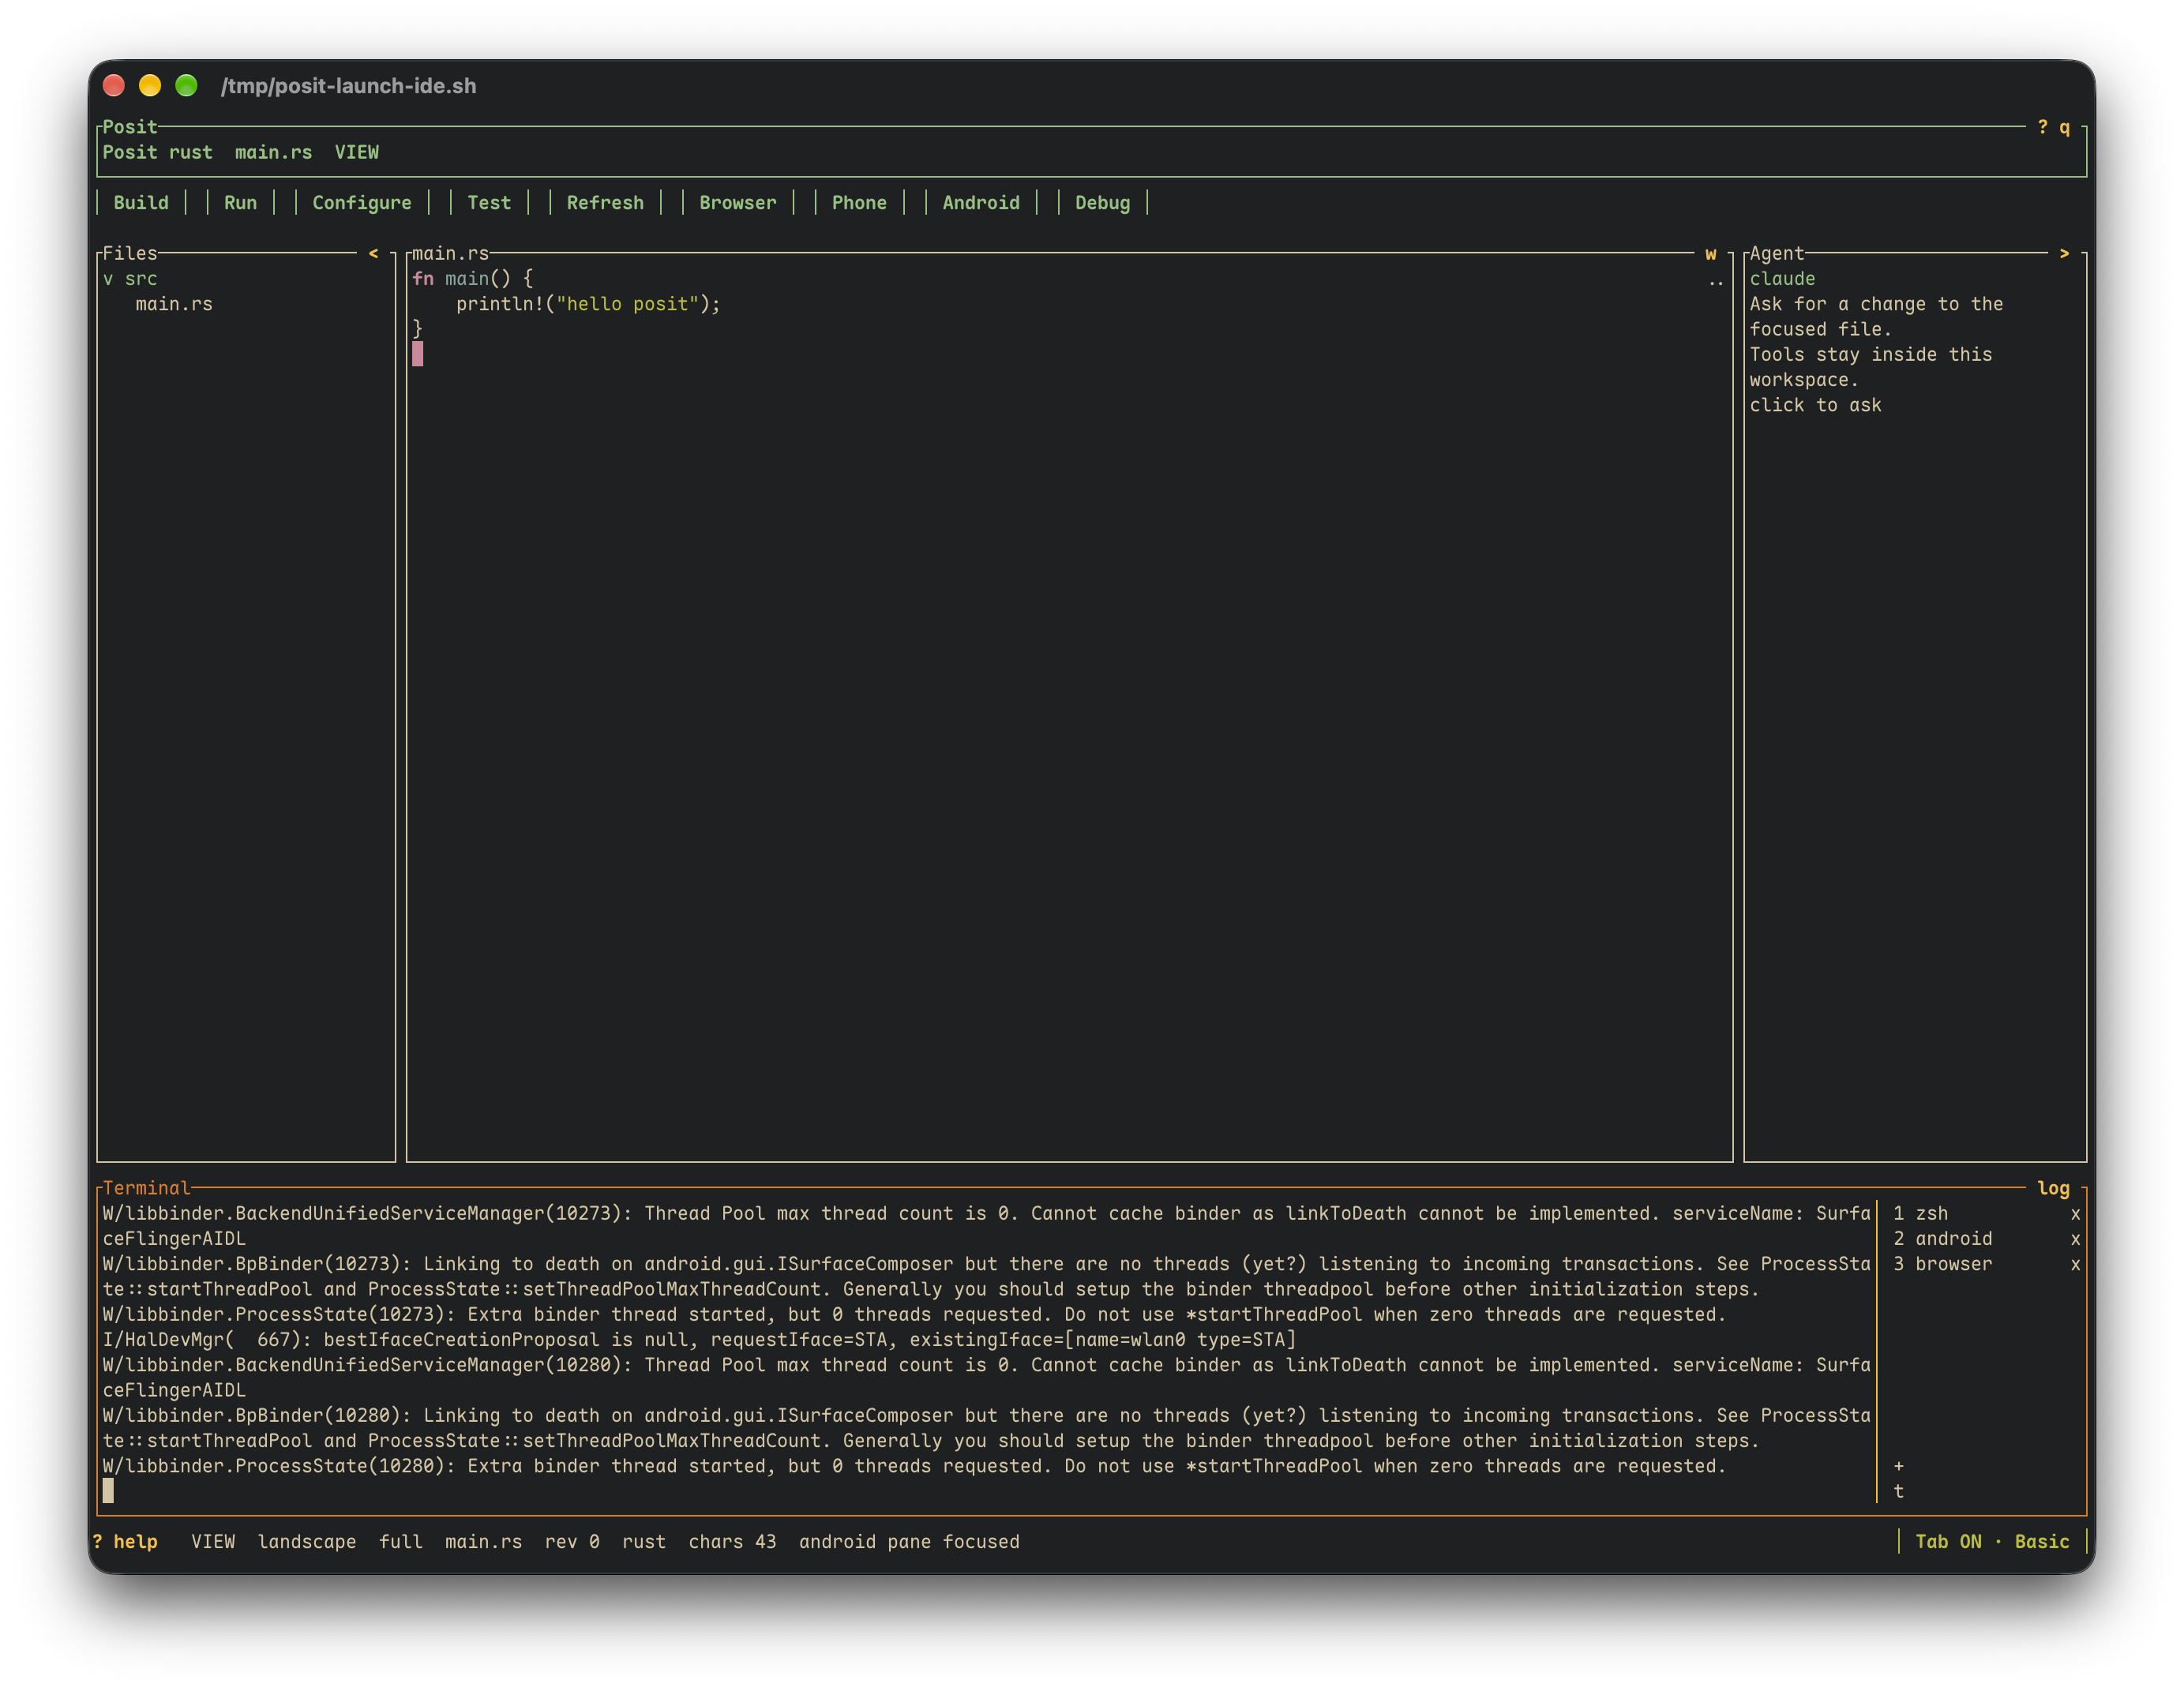 /tmp/posit-launch-ide.sh
Posit ? q
Posit rust main.rs VIEW
Build Run Configure Test Refresh Browser Phone Android Debug
Files <
v src
main.rs
main.rs w
fn main() { ..
println!("hello posit");
}
Agent >
claude
Ask for a change to the
focused file.
Tools stay inside this
workspace.
click to ask
Terminal log
W/libbinder.BackendUnifiedServiceManager(10273): Thread Pool max thread count is 0. Cannot cache binder as linkToDeath cannot be implemented. serviceName: Surfa
ceFlingerAIDL
W/libbinder.BpBinder(10273): Linking to death on android.gui.ISurfaceComposer but there are no threads (yet?) listening to incoming transactions. See ProcessSta
te::startThreadPool and ProcessState::setThreadPoolMaxThreadCount. Generally you should setup the binder threadpool before other initialization steps.
W/libbinder.ProcessState(10273): Extra binder thread started, but 0 threads requested. Do not use *startThreadPool when zero threads are requested.
I/HalDevMgr(  667): bestIfaceCreationProposal is null, requestIface=STA, existingIface=[name=wlan0 type=STA]
W/libbinder.BackendUnifiedServiceManager(10280): Thread Pool max thread count is 0. Cannot cache binder as linkToDeath cannot be implemented. serviceName: Surfa
ceFlingerAIDL
W/libbinder.BpBinder(10280): Linking to death on android.gui.ISurfaceComposer but there are no threads (yet?) listening to incoming transactions. See ProcessSta
te::startThreadPool and ProcessState::setThreadPoolMaxThreadCount. Generally you should setup the binder threadpool before other initialization steps.
W/libbinder.ProcessState(10280): Extra binder thread started, but 0 threads requested. Do not use *startThreadPool when zero threads are requested.
1 zsh x
2 android x
3 browser x
+
t
? help VIEW landscape full main.rs rev 0 rust chars 43 android pane focused Tab ON · Basic